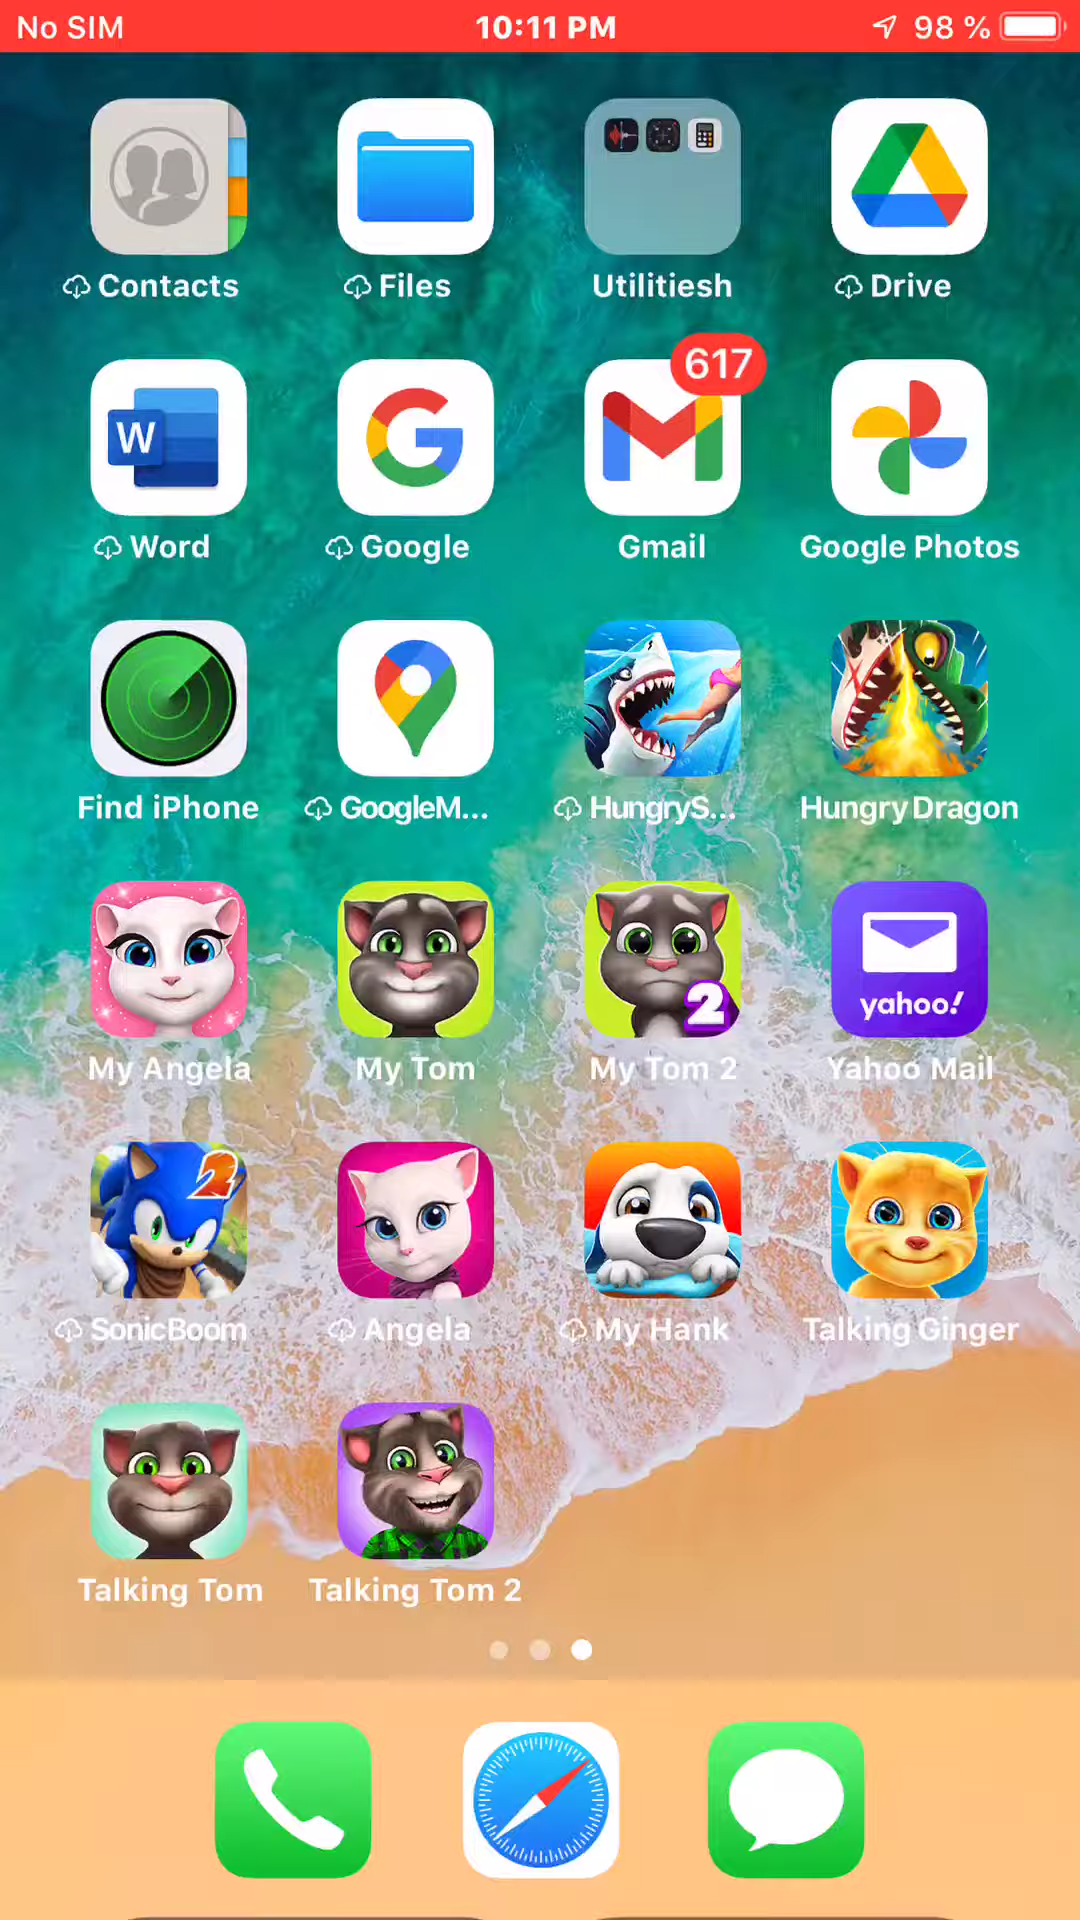 No SIM 10:11 PM 98 %
Contacts Files Utilitiesh Drive
617
W
Word Google Gmail Google Photos
Find iPhone GoogleM... HungryS... Hungry Dragon
2 yahoo!
My Angela My Tom My Tom 2 Yahoo Mail
2
SonicBoom Angela My Hank Talking Ginger
Talking Tom Talking Tom 2